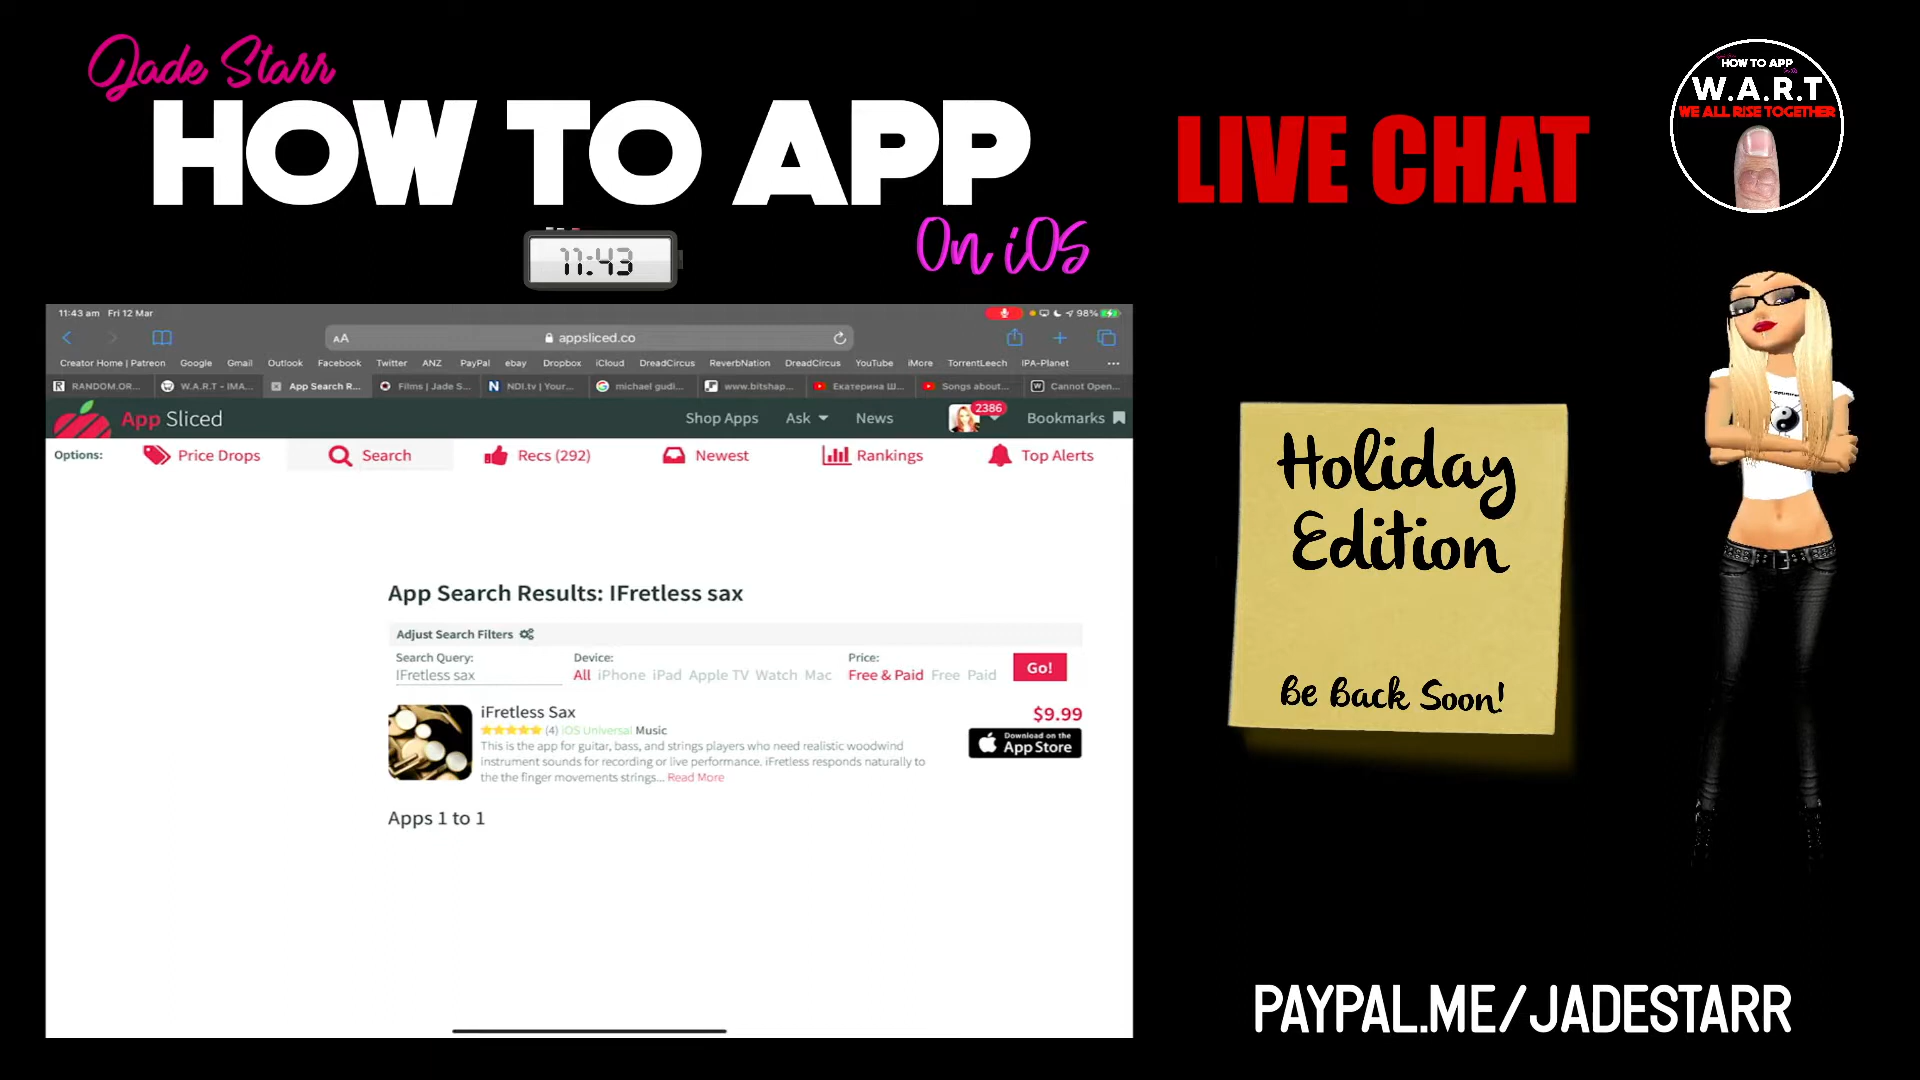 Jade Starr
HOW TO APP
On iOS
LIVE CHAT
HOW TO APP
W.A.R.T
WE ALL RISE TOGETHER
11:43
11:43 am Fri 12 Mar
98%
AA
appsliced.co
Creator Home | Patreon Google Gmail Outlook Facebook Twitter ANZ PayPal ebay Dropbox iCloud DreadCircus ReverbNation DreadCircus YouTube iMore TorrentLeech IPA-Planet ...
RANDOM.OR... W.A.R.T - IMA... App Search R... Films | Jade S... NDI.tv | Your... michael gudi... www.bitshap... Екатерина Ш... Songs about... Cannot Open...
App Sliced
Shop Apps Ask News 2386 Bookmarks
Options: Price Drops Search Recs (292) Newest Rankings Top Alerts
App Search Results: IFretless sax
Adjust Search Filters
Search Query: Device: Price:
IFretless sax All iPhone iPad Apple TV Watch Mac Free & Paid Free Paid Go!
iFretless Sax
$9.99
(4) iOS Universal Music
This is the app for guitar, bass, and strings players who need realistic woodwind
instrument sounds for recording or live performance. iFretless responds naturally to
the the finger movements strings... Read More
Download on the
App Store
Apps 1 to 1
Holiday
Edition
Be Back Soon!
PAYPAL.ME/JADESTARR